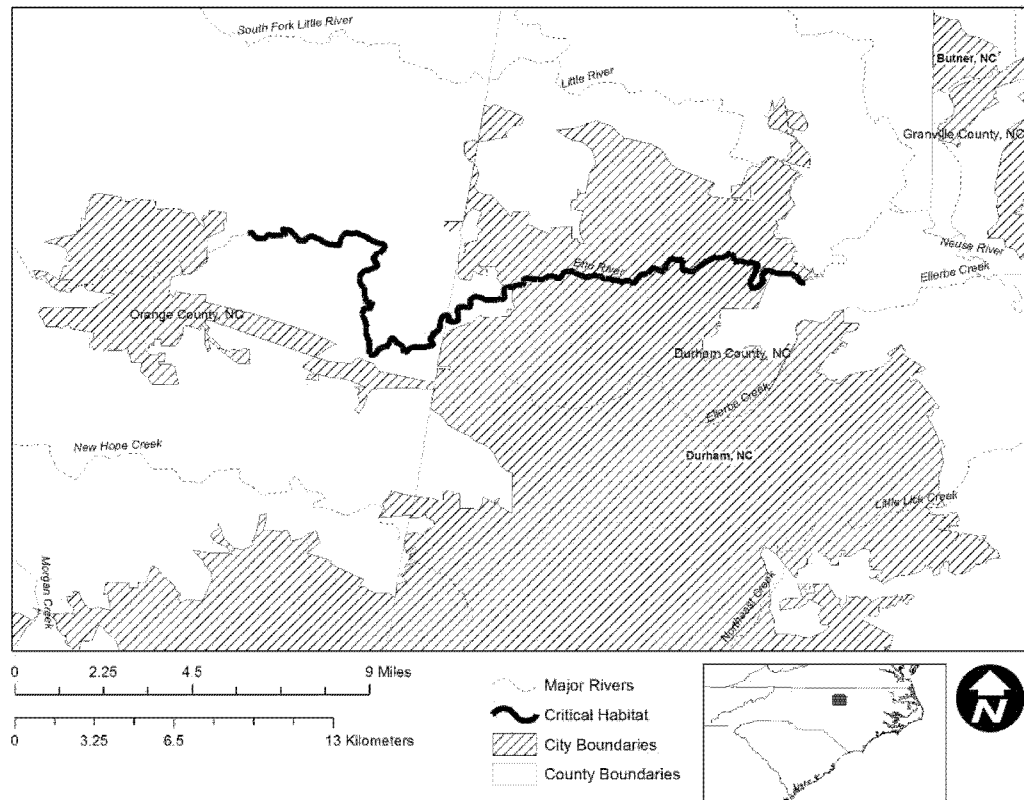 South Fork Little River
Little River
Butner, NC
Granville County, NC
Neuse River
Ellerbe Creek
Eno River
Orange County, NC
Durham County, NC
Ellerbe Creek
New Hope Creek
Durham, NC
Little Lick Creek
Morgan Creek
Northeast Creek
0 2.25 4.5 9 Miles
0 3.25 6.5 13 Kilometers
Major Rivers
Critical Habitat
City Boundaries
County Boundaries
N